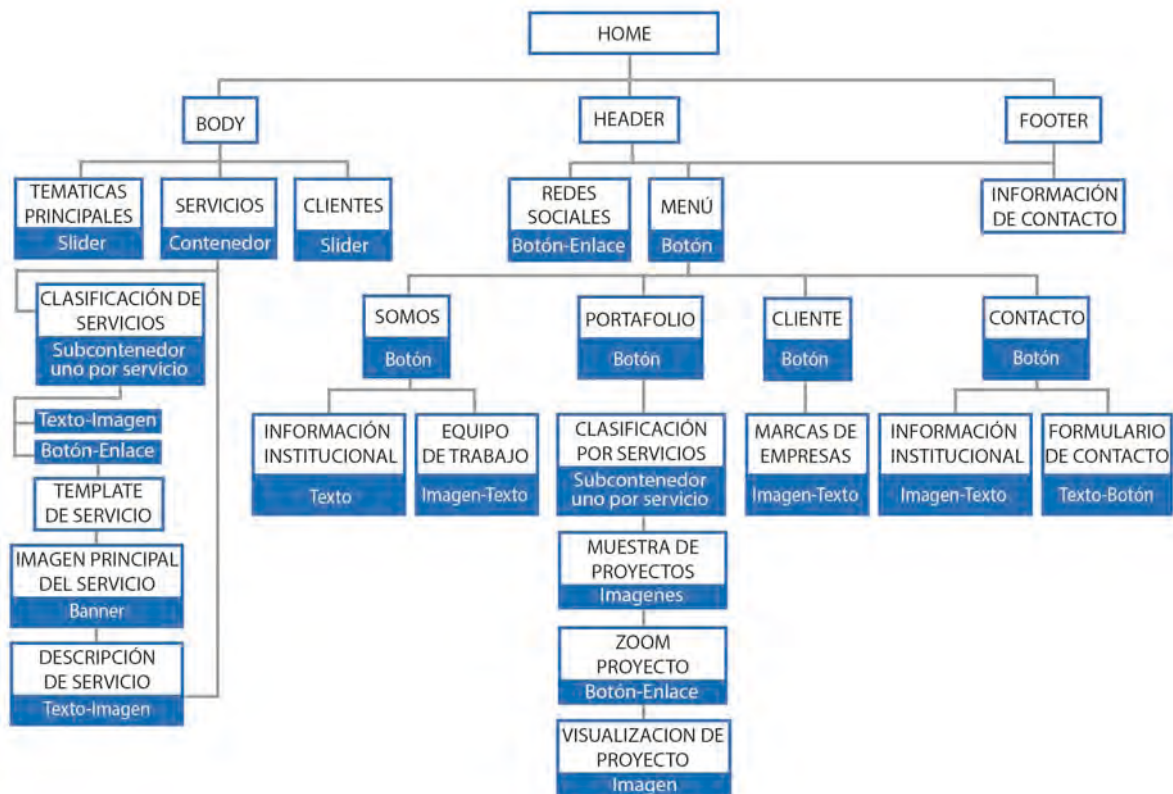 HOME
BODY
HEADER
FOOTER
TEMATICAS
PRINCIPALES
Slider
SERVICIOS
Contenedor
CLIENTES
Slider
REDES
SOCIALES
Botón-Enlace
MENÚ
Botón
INFORMACIÓN
DE CONTACTO
CLASIFICACIÓN DE
SERVICIOS
Subcontenedor
uno por servicio
Texto-Imagen
Botón-Enlace
TEMPLATE
DE SERVICIO
IMAGEN PRINCIPAL
DEL SERVICIO
Banner
DESCRIPCIÓN
DE SERVICIO
Texto-Imagen
SOMOS
Botón
PORTAFOLIO
Botón
CLIENTE
Botón
CONTACTO
Botón
INFORMACIÓN
INSTITUCIONAL
Texto
EQUIPO
DE TRABAJO
Imagen-Texto
CLASIFICACIÓN
POR SERVICIOS
Subcontenedor
uno por servicio
MARCAS DE
EMPRESAS
Imagen-Texto
INFORMACIÓN
INSTITUCIONAL
Imagen-Texto
FORMULARIO
DE CONTACTO
Texto-Botón
MUESTRA DE
PROYECTOS
Imagenes
ZOOM
PROYECTO
Botón-Enlace
VISUALIZACION DE
PROYECTO
Imagen